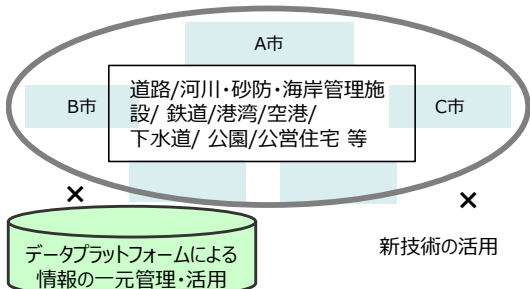 A市
B市
道路/河川・砂防・海岸管理施
設/ 鉄道/港湾/空港/
下水道/ 公園/公営住宅 等
C市
×
×
データプラットフォームによる
情報の一元管理・活用
新技術の活用